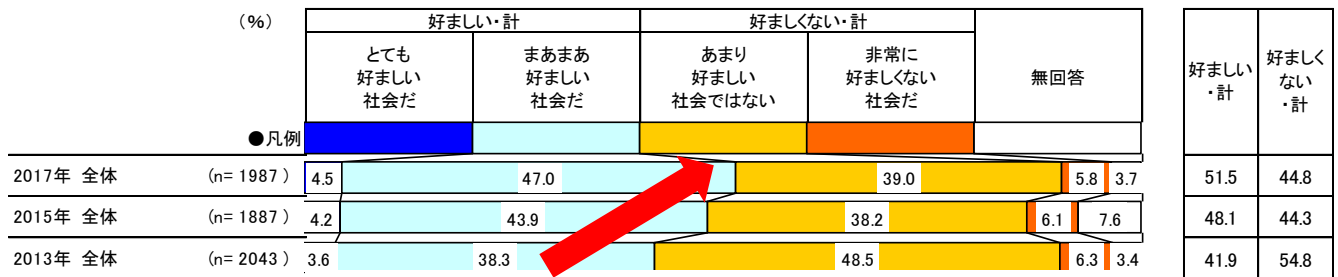 （％）
好ましい・計
好ましくない・計
とても
好ましい
社会だ
まあまあ
好ましい
社会だ
あまり
好ましい
社会ではない
非常に
好ましくない
社会だ
無回答
好ましい
・計
好ましく
ない
・計
●凡例
2017年 全体 (n= 1987 ) 4.5 47.0 39.0 5.8 3.7 51.5 44.8
2015年 全体 (n= 1887 ) 4.2 43.9 38.2 6.1 7.6 48.1 44.3
2013年 全体 (n= 2043 ) 3.6 38.3 48.5 6.3 3.4 41.9 54.8